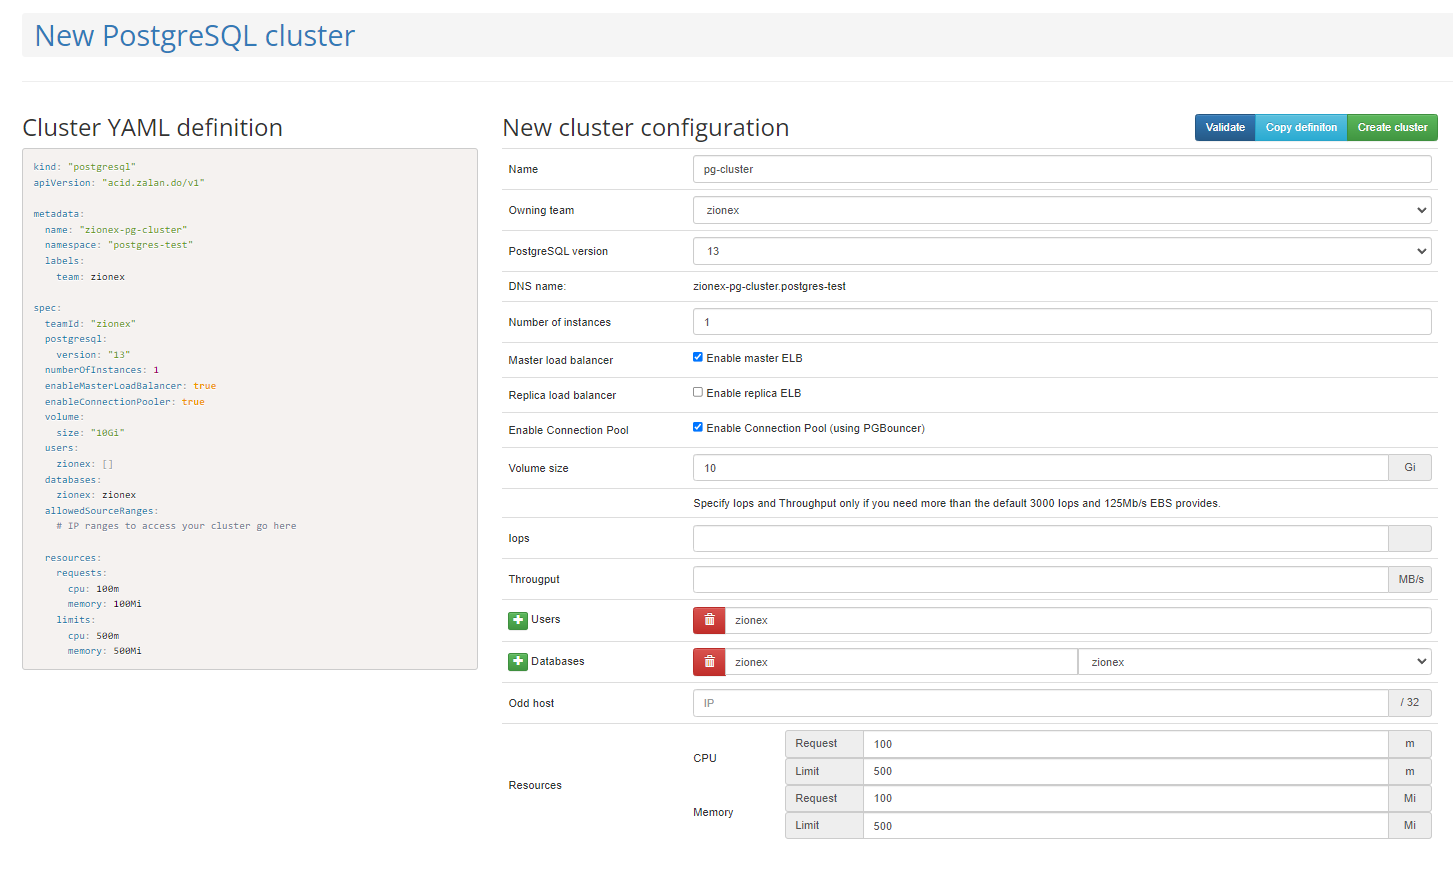 New PostgreSQL cluster
Cluster YAML definition
kind: "postgresql"
apiVersion: "acid.zalan.do/v1"
metadata:
name: "zionex-pg-cluster"
namespace: "postgres-test"
labels:
team: zionex
spec:
teamId: "zionex"
postgresql:
version: "13"
numberOfInstances: 1
enableMasterLoadBalancer: true
enableConnectionPooler: true
volume:
size: "10Gi"
users:
zionex: []
databases:
zionex: zionex
allowedSourceRanges:
# IP ranges to access your cluster go here
resources:
requests:
cpu: 100m
memory: 100Mi
limits:
cpu: 500m
memory: 500Mi
New cluster configuration
Validate Copy definiton Create cluster
Name pg-cluster
Owning team zionex
PostgreSQL version 13
DNS name: zionex-pg-cluster.postgres-test
Number of instances 1
Master load balancer Enable master ELB
Replica load balancer Enable replica ELB
Enable Connection Pool Enable Connection Pool (using PGBouncer)
Volume size 10 Gi
Specify Iops and Throughput only if you need more than the default 3000 Iops and 125Mb/s EBS provides.
Iops
Througput MB/s
Users zionex
Databases zionex zionex
Odd host IP / 32
Resources
CPU
Request 100 m
Limit 500 m
Memory
Request 100 Mi
Limit 500 Mi